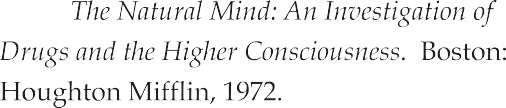 The Natural Mind: An Investigation of
Drugs and the Higher Consciousness. Boston:
Houghton Mifflin, 1972.